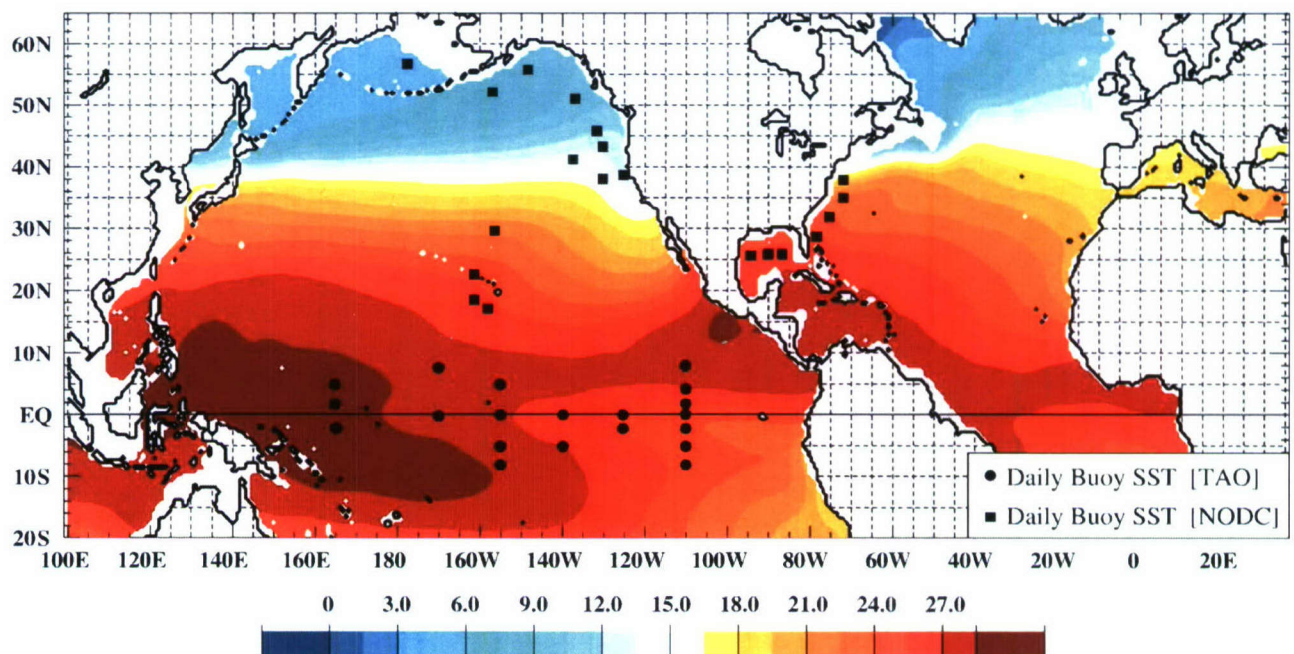 60N
50N
40N
30N
20N
10N
EQ
10S
20S
● Daily Buoy SST [TAO]
■ Daily Buoy SST [NODC]
100E 120E 140E 160E 180 160W 140W 120W 100W 80W 60W 40W 20W 0 20E
0 3.0 6.0 9.0 12.0 15.0 18.0 21.0 24.0 27.0